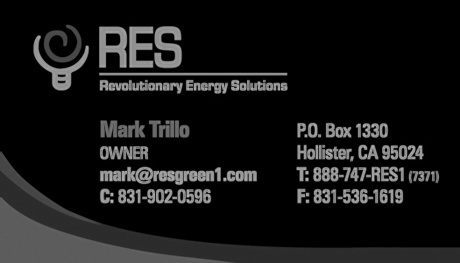 RES
Revolutionary Energy Solutions
Mark Trillo
OWNER
mark@resgreen1.com
C: 831-902-0596
P.O. Box 1330
Hollister, CA 95024
T: 888-747-RES1 (7371)
F: 831-536-1619